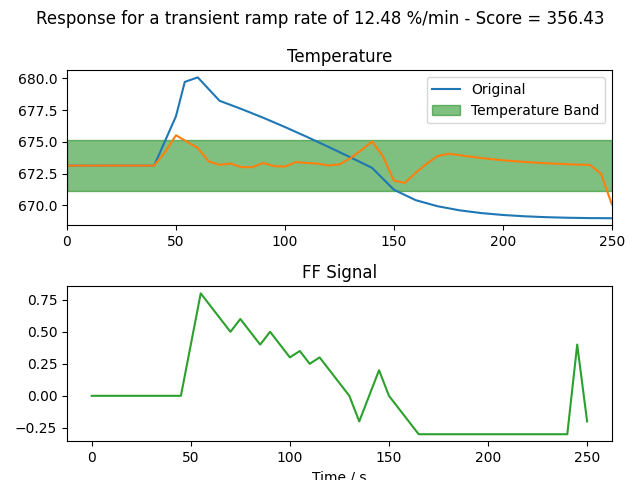 Response for a transient ramp rate of 12.48 %/min - Score = 356.43
Temperature
680.0
677.5
675.0
672.5
670.0
Original
Temperature Band
0 50 100 150 200 250
FF Signal
0.75
0.50
0.25
0.00
−0.25
0 50 100 150 200 250
Time / s